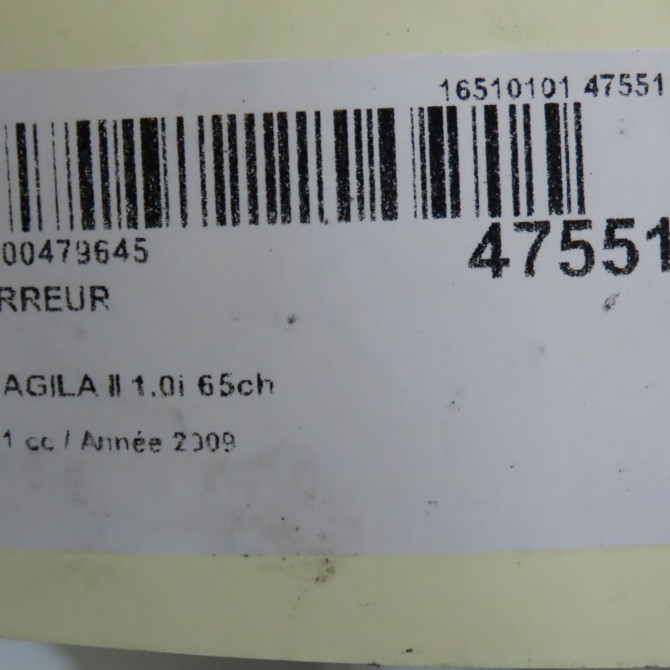 16510101 47551
00479645
47551
RREUR
AGILA II 1.0i 65ch
1 cc / Année 2009